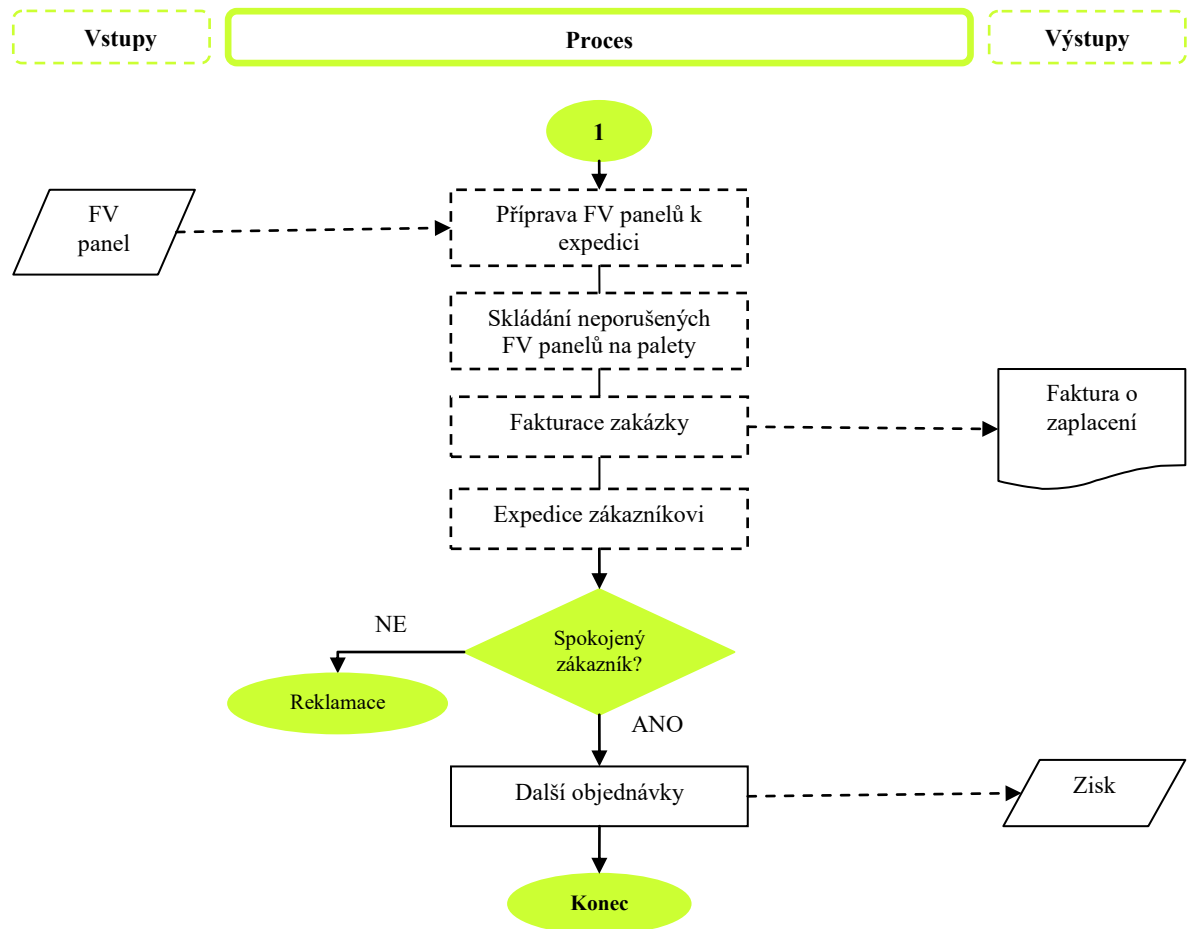 Vstupy
Proces
Výstupy
1
FV
panel
Příprava FV panelů k
expedici
Skládání neporušených
FV panelů na palety
Fakturace zakázky
Faktura o
zaplacení
Expedice zákazníkovi
NE
Spokojený
zákazník?
Reklamace
ANO
Další objednávky
Zisk
Konec